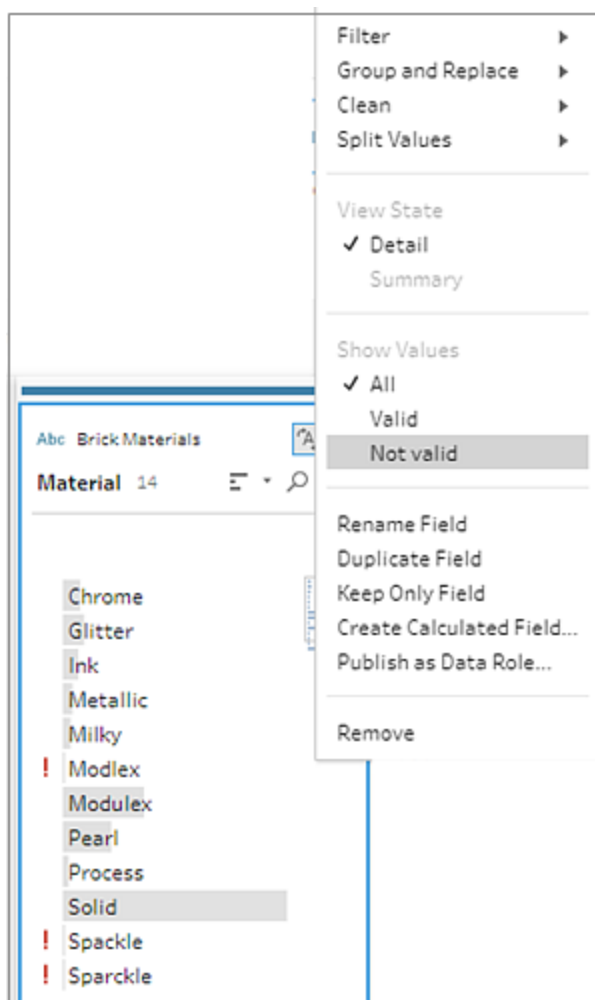 Filter
Group and Replace
Clean
Split Values
View State
✓ Detail
Summary
Show Values
✓ All
Valid
Not valid
Rename Field
Duplicate Field
Keep Only Field
Create Calculated Field...
Publish as Data Role...
Remove
Abc Brick Materials
Material 14
Chrome
Glitter
Ink
Metallic
Milky
! Modlex
Modulex
Pearl
Process
Solid
! Spackle
! Sparckle